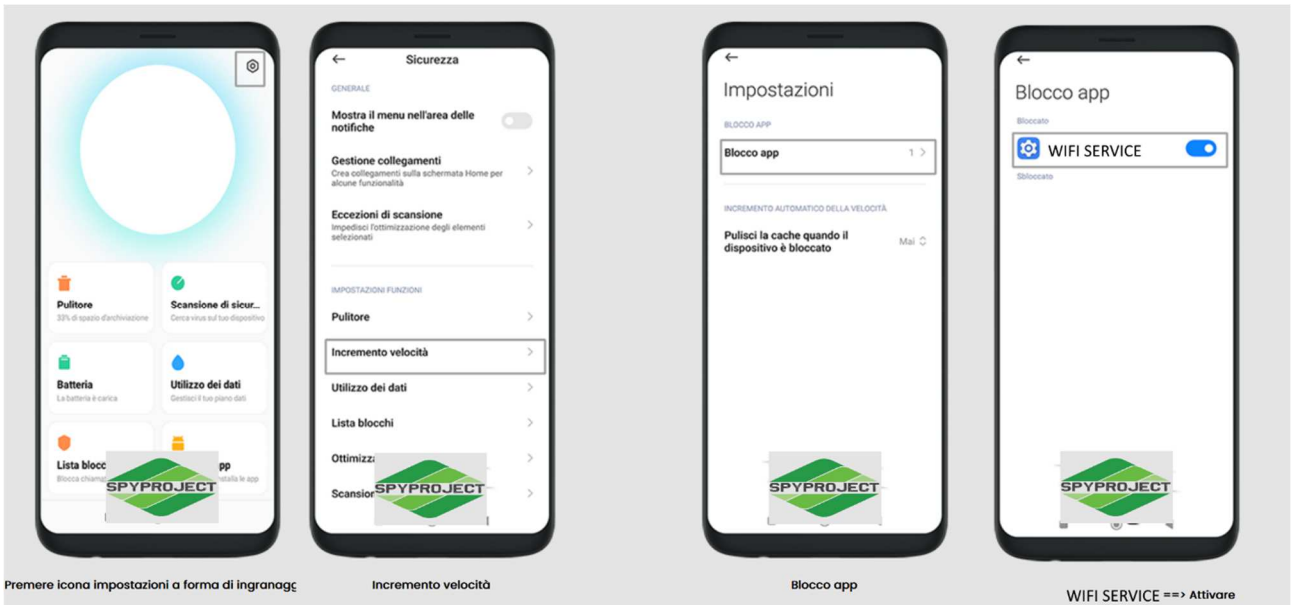 Pulitore
33% di spazio d'archiviazione
Scansione di sicur...
Cerca virus sul tuo dispositivo
Batteria
La batteria è carica
Utilizzo dei dati
Gestisci il tuo piano dati
Lista blocc
Blocca chiam
pp
installa le app
SPYPROJECT
Premere icona impostazioni a forma di ingranagg
Sicurezza
GENERALE
Mostra il menu nell'area delle
notifiche
Gestione collegamenti
Crea collegamenti sulla schermata Home per
alcune funzionalità
Eccezioni di scansione
Impedisci l'ottimizzazione degli elementi
selezionati
IMPOSTAZIONI FUNZIONI
Pulitore
Incremento velocità
Utilizzo dei dati
Lista blocchi
Ottimizza
Scansion
SPYPROJECT
Incremento velocità
Impostazioni
BLOCCO APP
Blocco app 1
INCREMENTO AUTOMATICO DELLA VELOCITÀ
Pulisci la cache quando il
dispositivo è bloccato
Mai
SPYPROJECT
Blocco app
Blocco app
Bloccato
WIFI SERVICE
Sbloccato
SPYPROJECT
WIFI SERVICE ==> Attivare